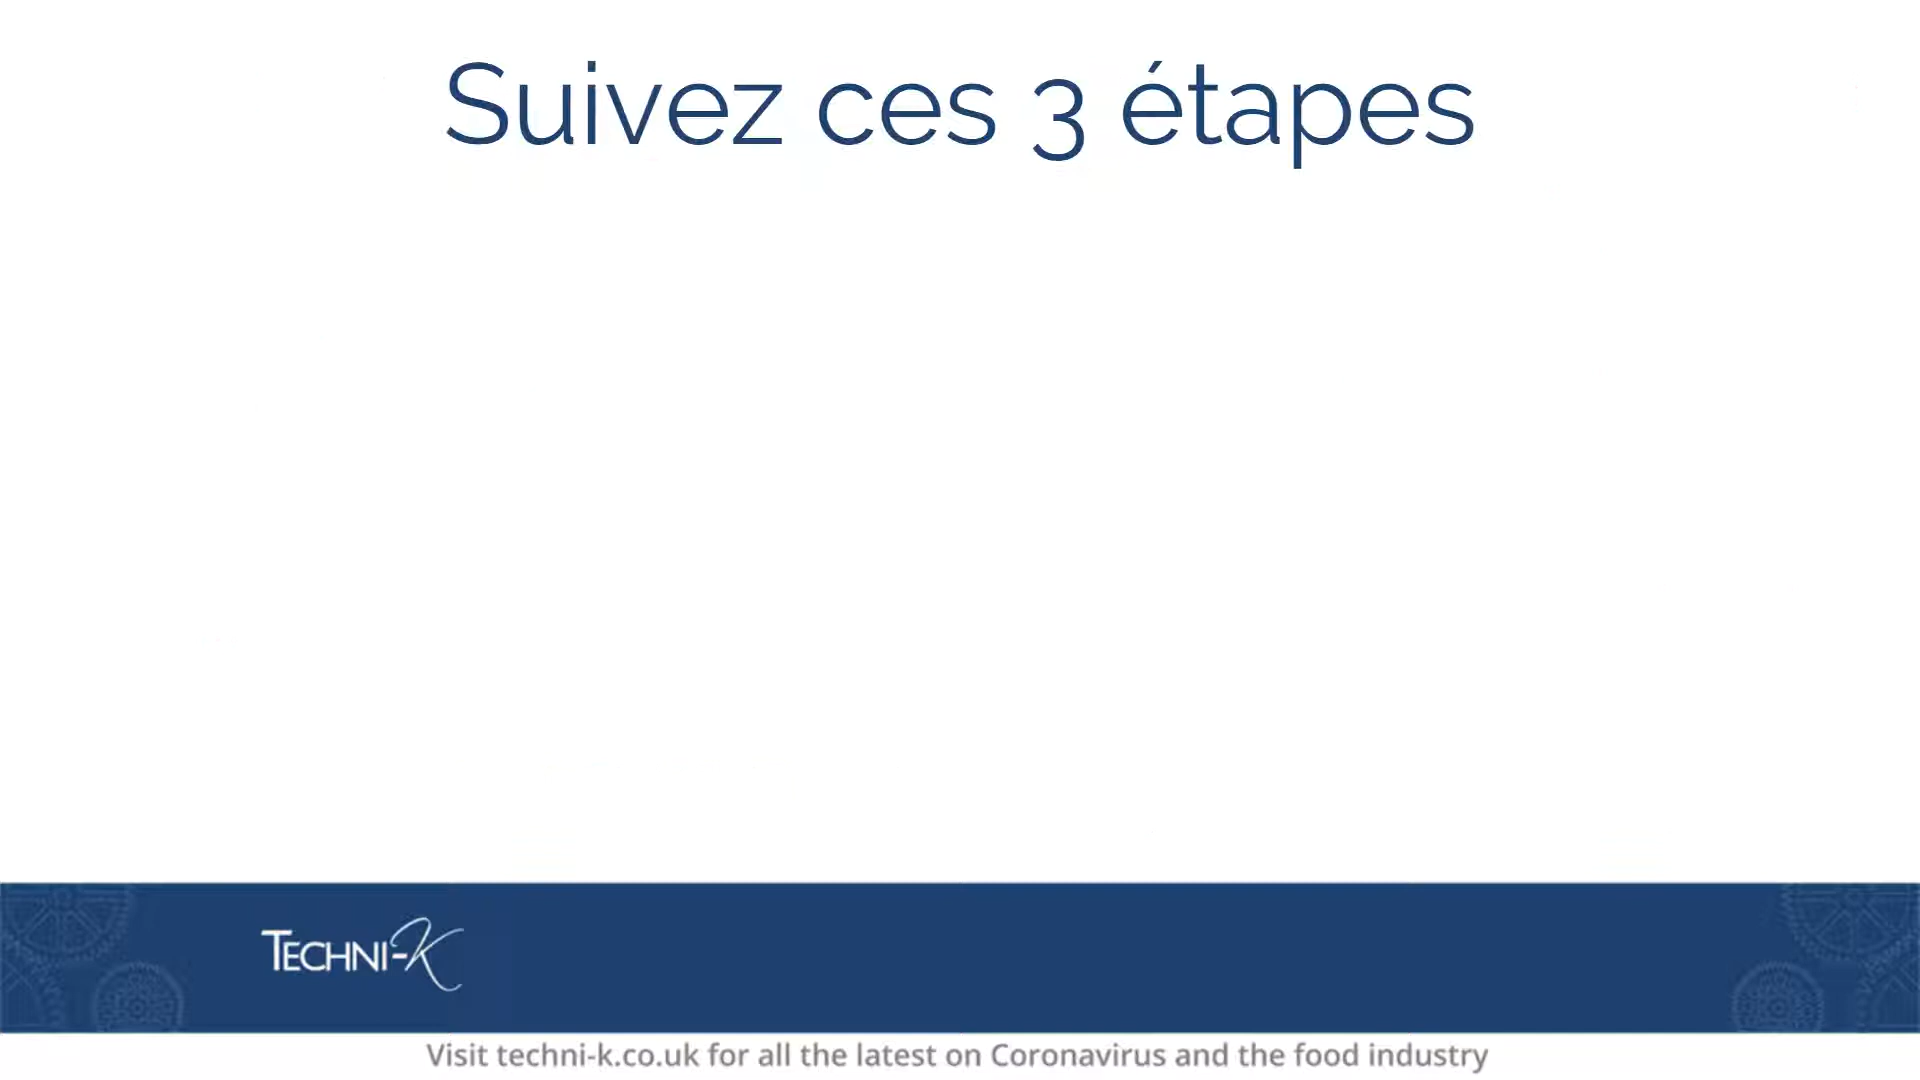 Suivez ces 3 étapes
TECHNI-K
Visit techni-k.co.uk for all the latest on Coronavirus and the food industry